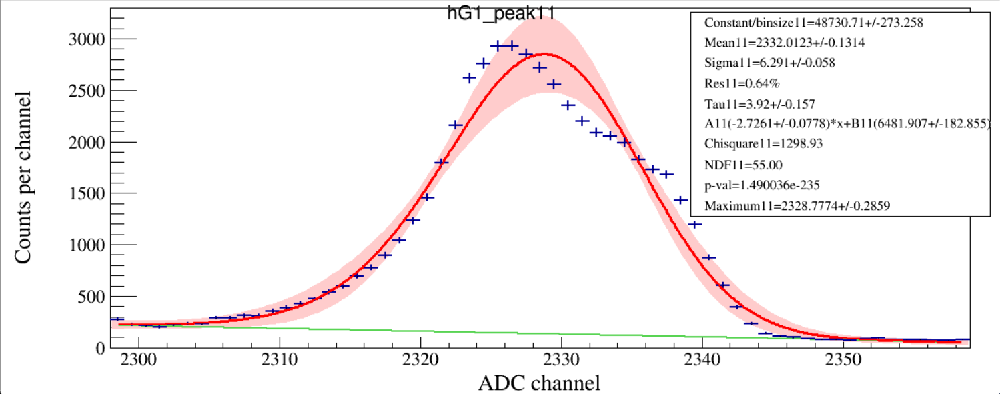 hG1_peak11
Constant/binsize11=48730.71+/-273.258
Mean11=2332.0123+/-0.1314
Sigma11=6.291+/-0.058
Res11=0.64%
Tau11=3.92+/-0.157
A11(-2.7261+/-0.0778)*x+B11(6481.907+/-182.855)
Chisquare11=1298.93
NDF11=55.00
p-val=1.490036e-235
Maximum11=2328.7774+/-0.2859
Counts per channel
3000
2500
2000
1500
1000
500
0
2300 2310 2320 2330 2340 2350
ADC channel